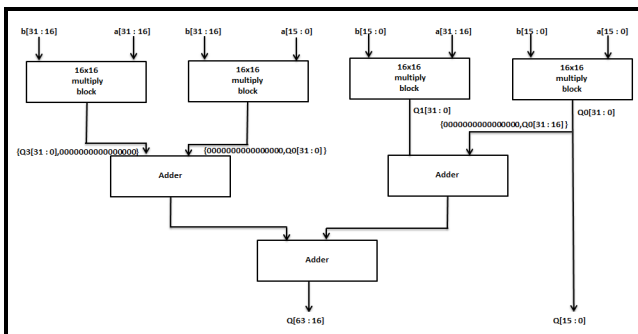 b[31 : 16] a[31 : 16] b[31 : 16] a[15 : 0] b[15 : 0] a[31 : 16] b[15 : 0] a[15 : 0]
16x16 16x16 16x16 16x16
multiply multiply multiply multiply
block block block block
Q1[31 : 0] Q0[31 : 0]
{0000000000000000,Q0[31 : 16] }
{Q3[31 : 0],0000000000000000} {0000000000000000,Q0[31 : 0] }
Adder Adder
Adder
Q[63 : 16] Q[15 : 0]